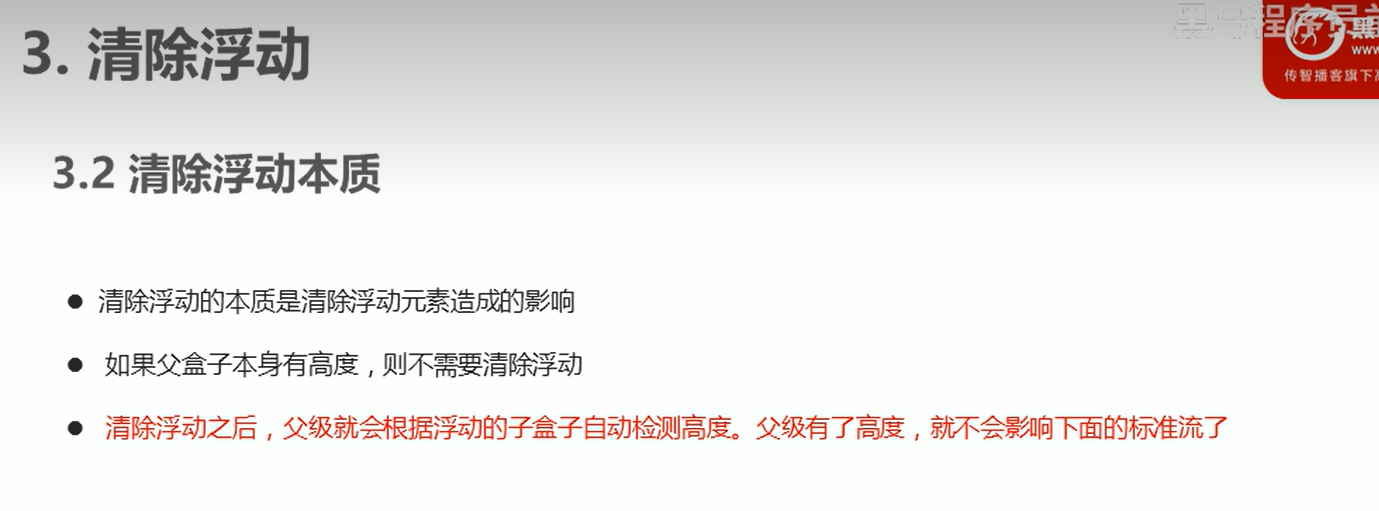 3. 清除浮动
3.2 清除浮动本质
● 清除浮动的本质是清除浮动元素造成的影响
● 如果父盒子本身有高度，则不需要清除浮动
● 清除浮动之后，父级就会根据浮动的子盒子自动检测高度。父级有了高度，就不会影响下面的标准流了
黑马程序员
www
传智播客旗下高